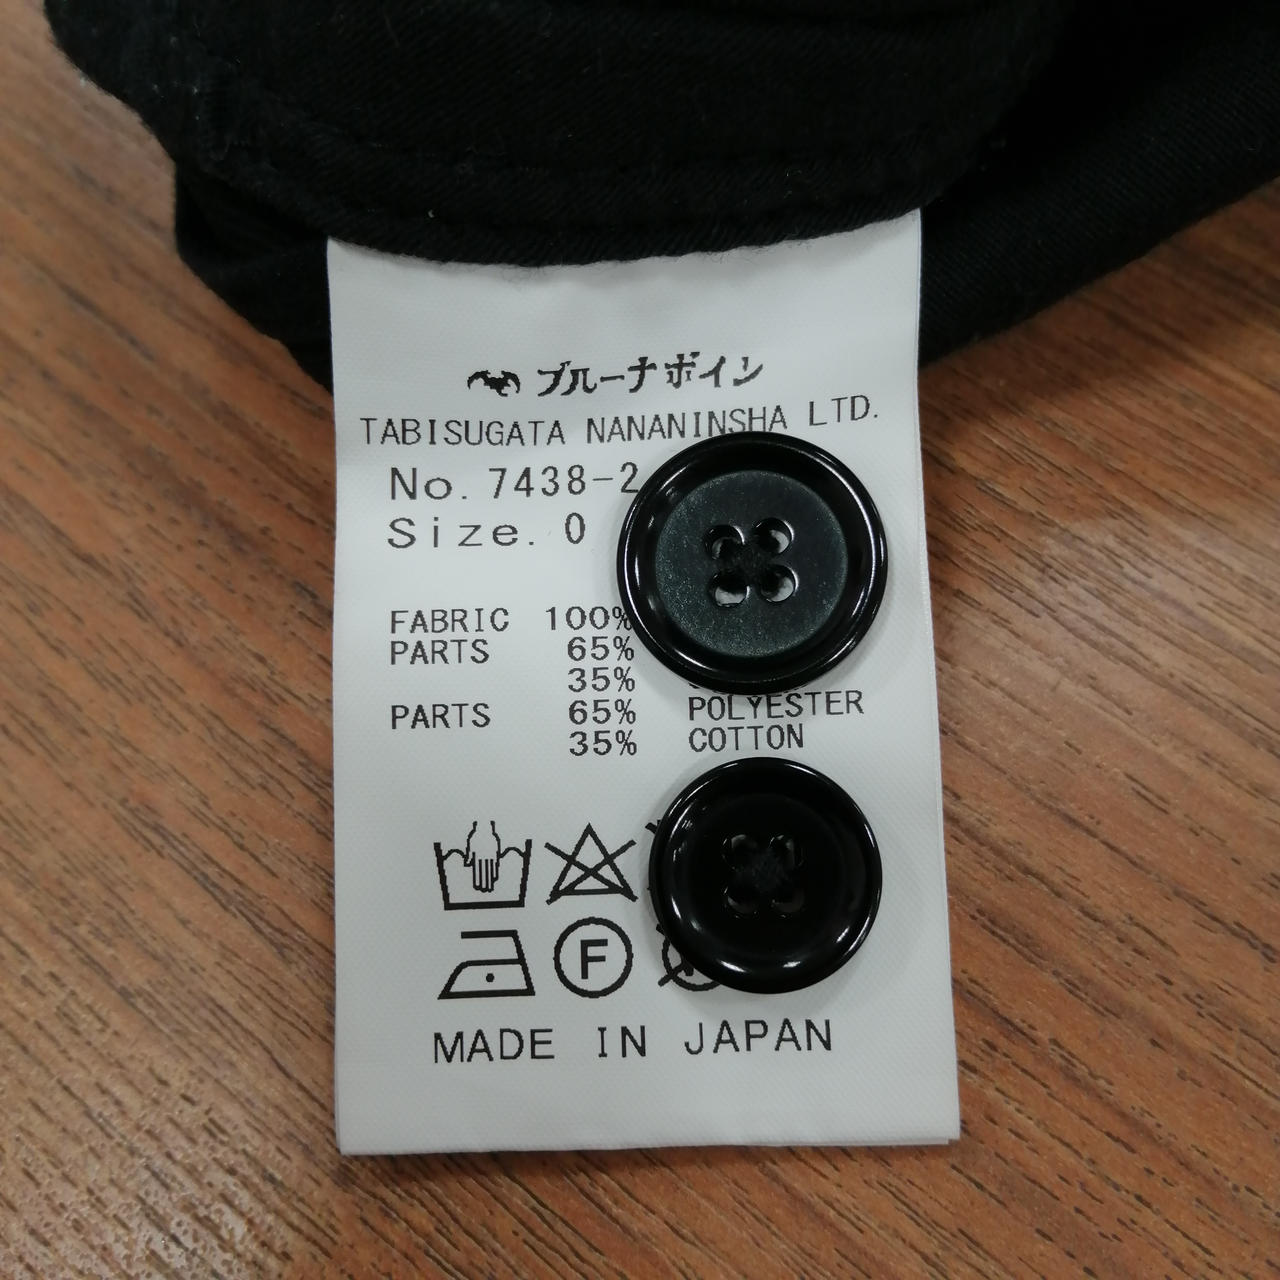 ブルーナボイン
TABISUGATA NANANINSHA LTD.
No. 7438-2
Size. 0
FABRIC 100%
PARTS 65%
35%
PARTS 65% POLYESTER
35% COTTON
F
MADE IN JAPAN